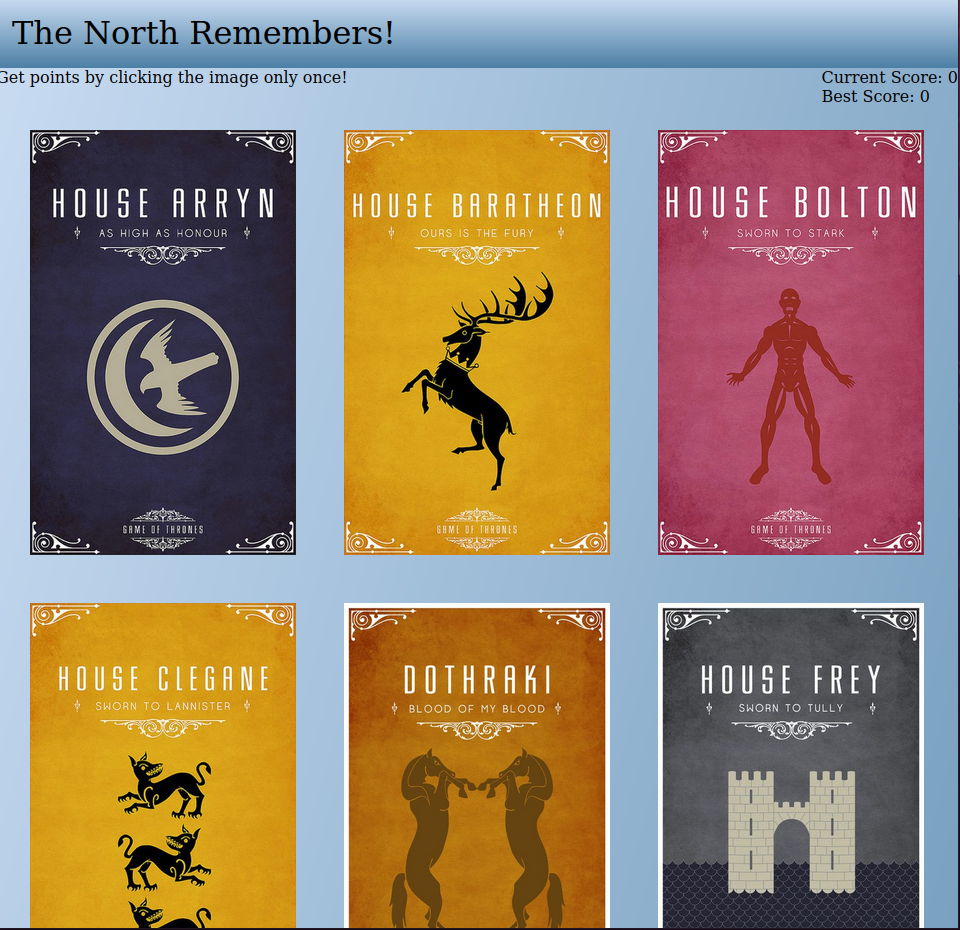 The North Remembers!
Get points by clicking the image only once!
Current Score: 0
Best Score: 0
HOUSE ARRYN
AS HIGH AS HONOUR
GAME OF THRONES
HOUSE BARATHEON
OURS IS THE FURY
GAME OF THRONES
HOUSE BOLTON
SWORN TO STARK
GAME OF THRONES
HOUSE CLEGANE
SWORN TO LANNISTER
DOTHRAKI
BLOOD OF MY BLOOD
HOUSE FREY
SWORN TO TULLY